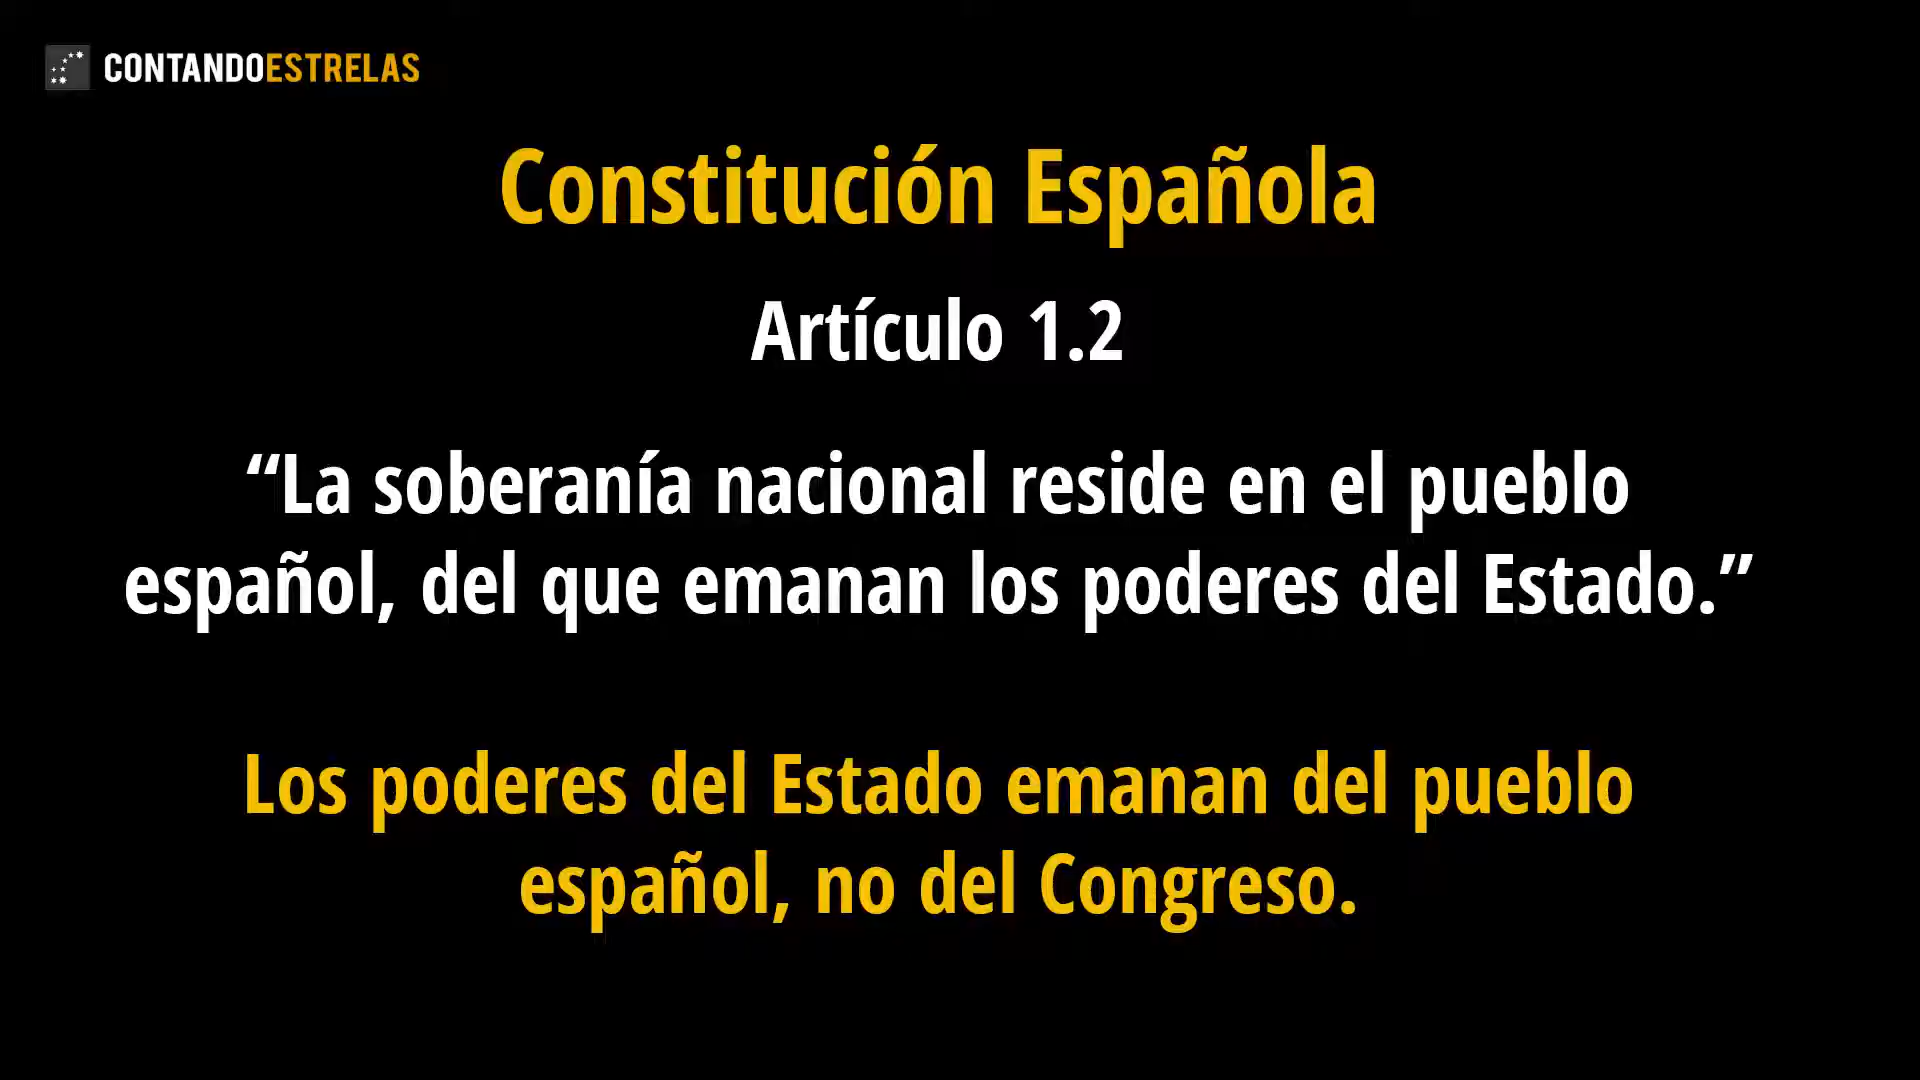 CONTANDOESTRELAS
Constitución Española
Artículo 1.2
“La soberanía nacional reside en el pueblo
español, del que emanan los poderes del Estado.”
Los poderes del Estado emanan del pueblo
español, no del Congreso.